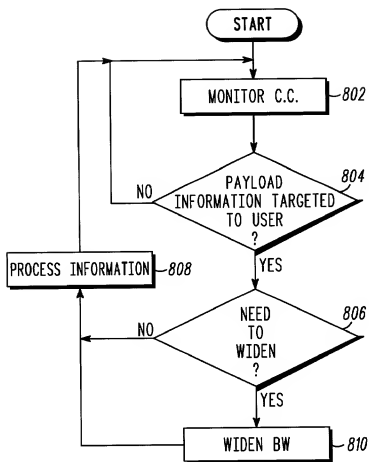 START
MONITOR C.C.
802
PAYLOAD
INFORMATION TARGETED
TO USER
?
804
NO
YES
PROCESS INFORMATION
808
NEED
TO
WIDEN
?
806
NO
YES
WIDEN BW
810